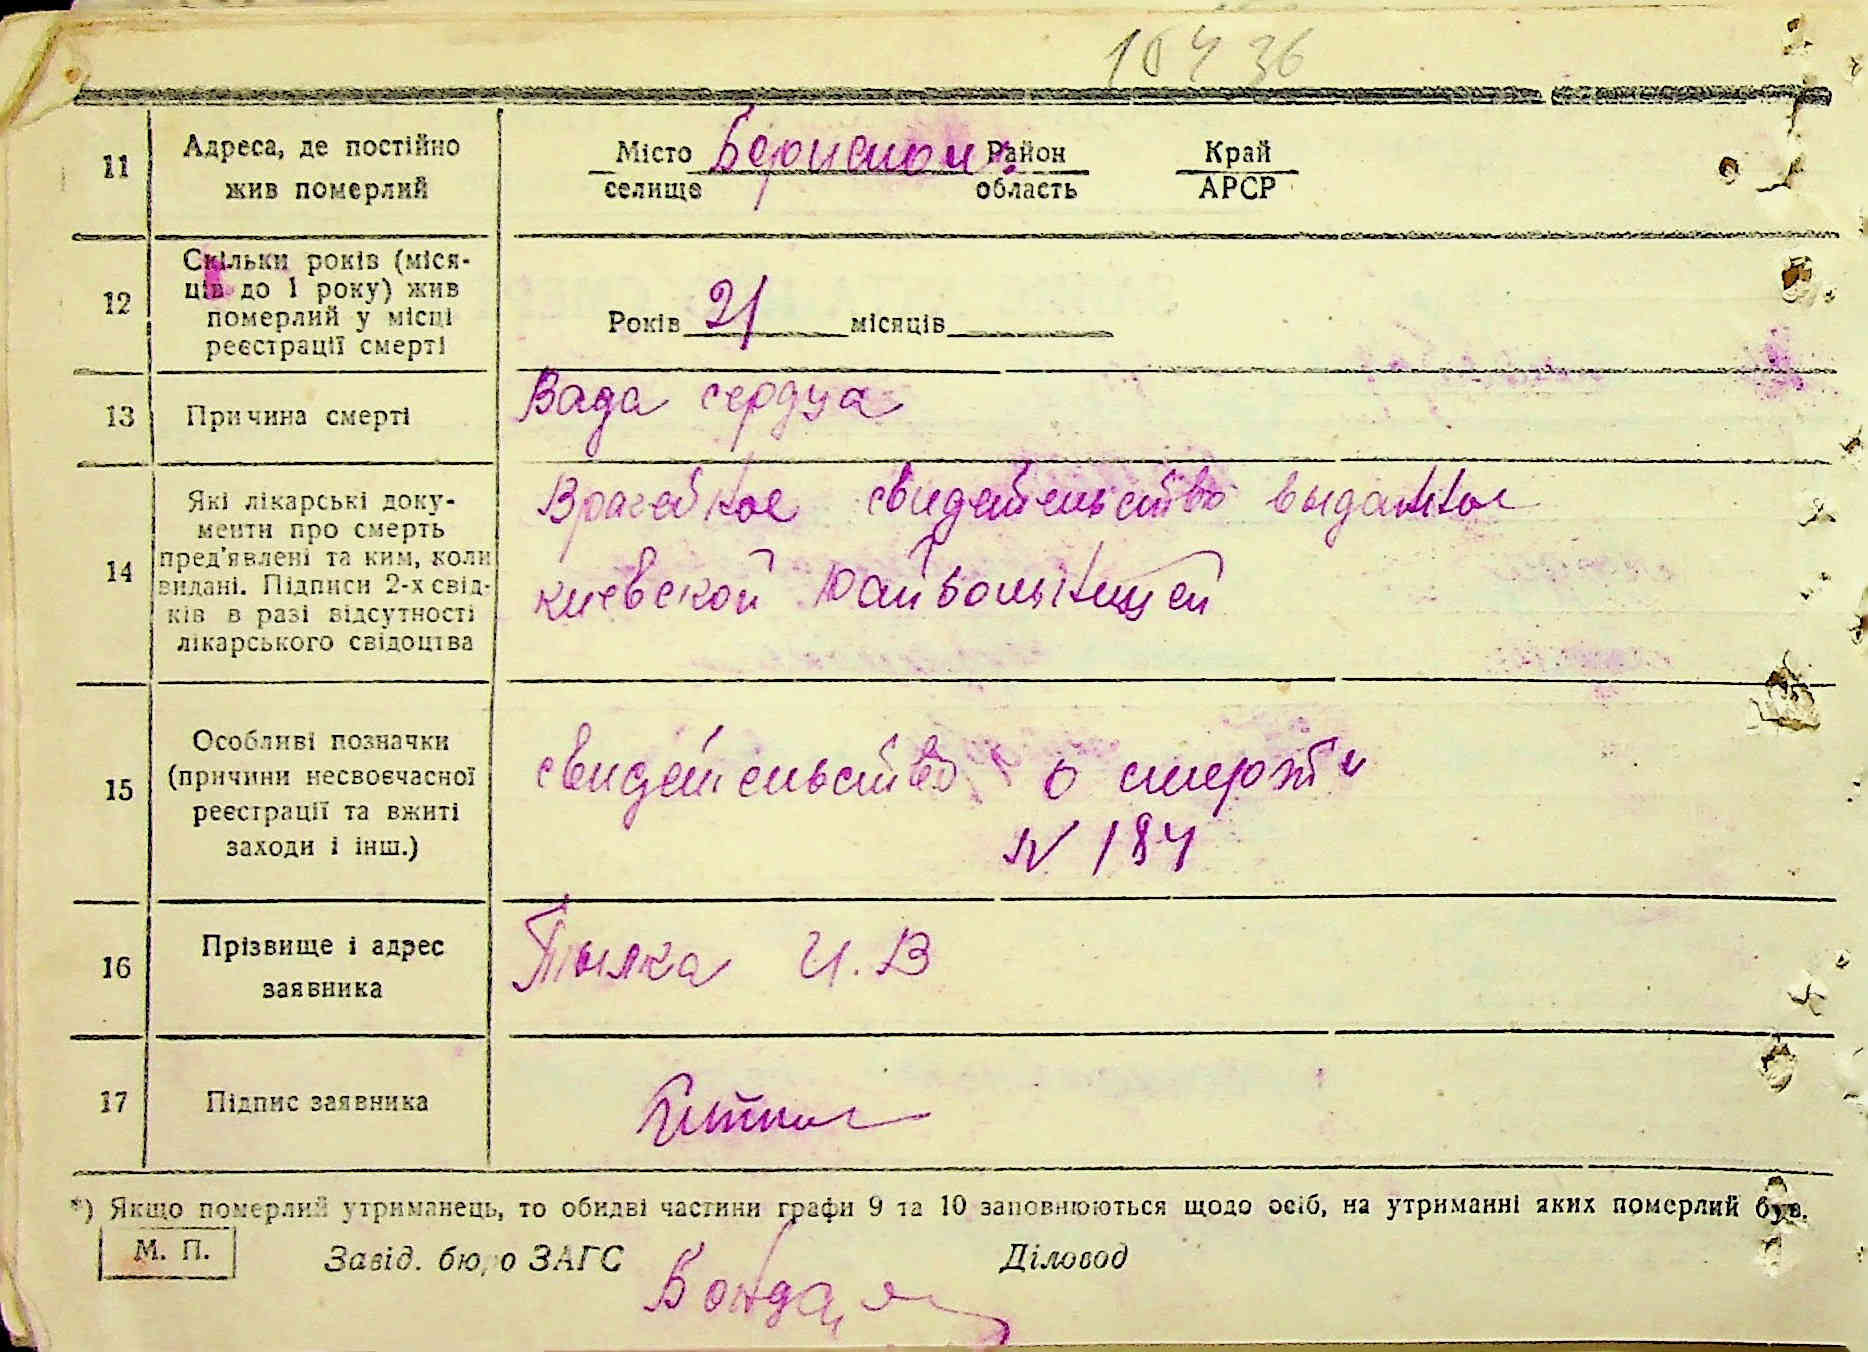 10436
11
Адреса, де постійно
жив померлий
Місто Бориспол Район Край
селище область АРСР
12
Скільки років (міся-
ців до 1 року) жив
померлий у місці
реєстрації смерті
Років 21 місяців
13
Причина смерті
Вада сердца
14
Які лікарські доку-
менти про смерть
пред'явлені та ким, коли
видані. Підписи 2-х свід-
ків в разі відсутності
лікарського свідоцтва
Врачебное свидетельство выданное
киевской Райбольницей
15
Особливі позначки
(причини несвоєчасної
реєстрації та вжиті
заходи і інш.)
свидетельство о смерти
N 184
16
Прізвище і адрес
заявника
И. В
17
Підпис заявника
*) Якщо померлий утриманець, то обидві частини графи 9 та 10 заповнюються щодо осіб, на утриманні яких померлий був.
М. П.
Завід. бюро ЗАГС
Діловод